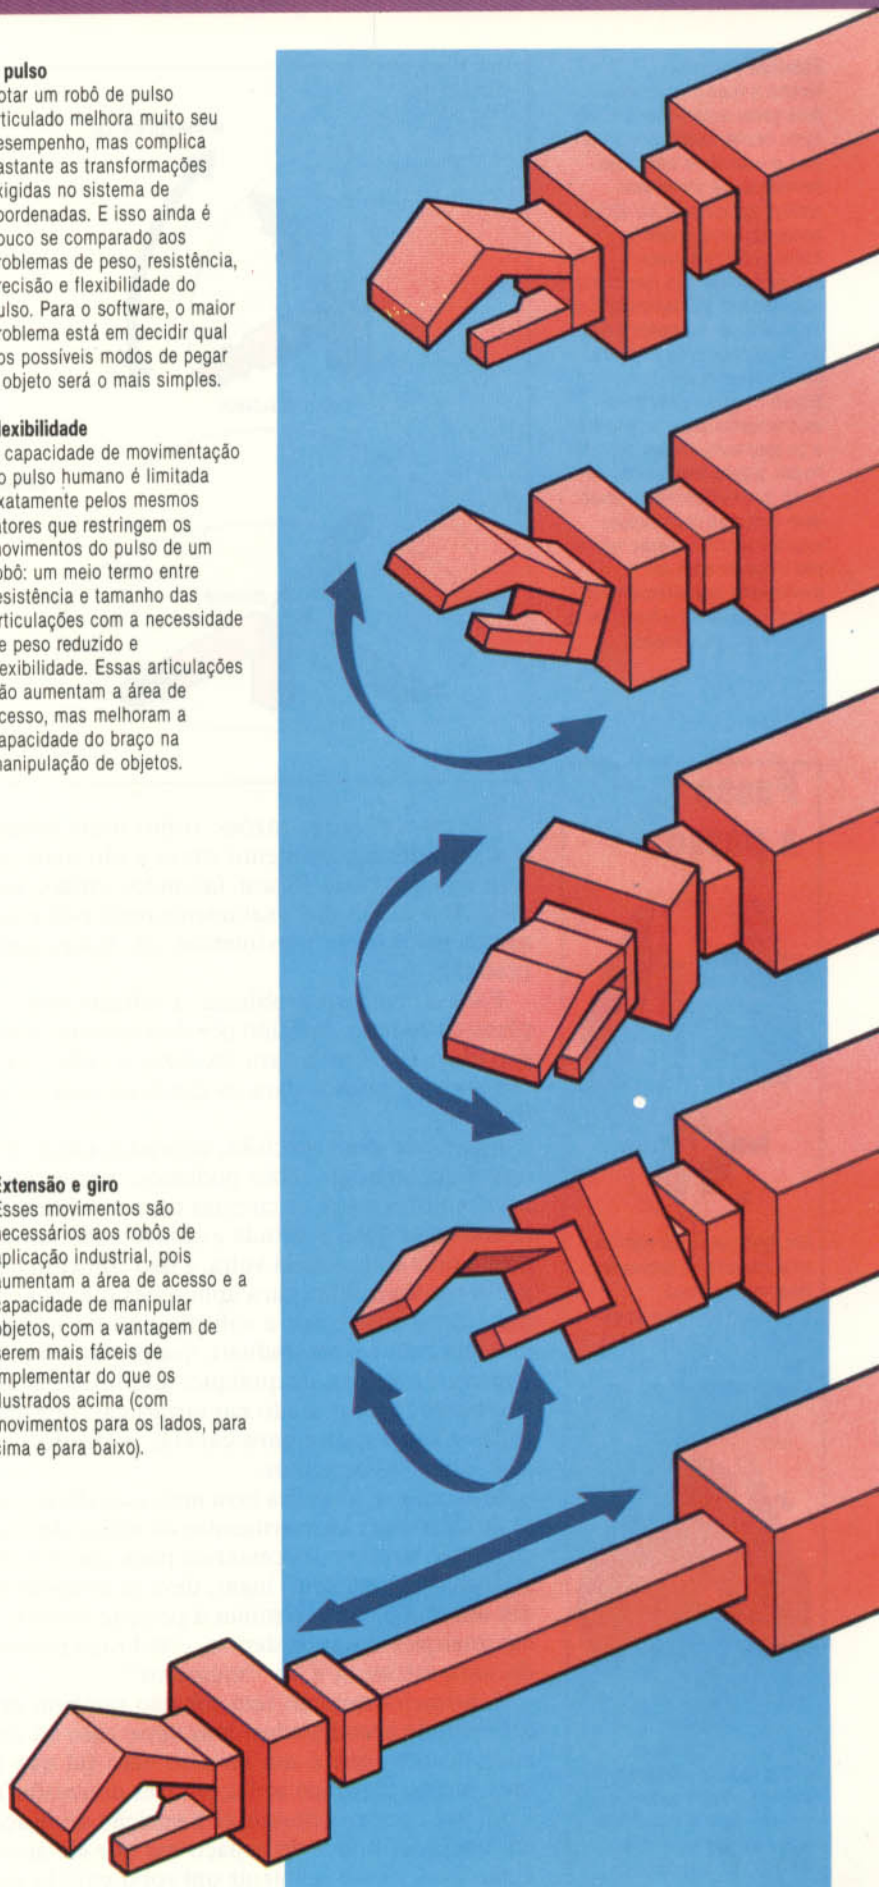 pulso
otar um robô de pulso
rticulado melhora muito seu
esempenho, mas complica
astante as transformações
xigidas no sistema de
oordenadas. E isso ainda é
ouco se comparado aos
roblemas de peso, resistência,
recisão e flexibilidade do
ulso. Para o software, o maior
roblema está em decidir qual
os possíveis modos de pegar
objeto será o mais simples.
lexibilidade
capacidade de movimentação
o pulso humano é limitada
xatamente pelos mesmos
atores que restringem os
novimentos do pulso de um
obô: um meio termo entre
esistência e tamanho das
rticulações com a necessidade
e peso reduzido e
lexibilidade. Essas articulações
ão aumentam a área de
cesso, mas melhoram a
apacidade do braço na
nanipulação de objetos.
Extensão e giro
Esses movimentos são
necessários aos robôs de
aplicação industrial, pois
aumentam a área de acesso e a
capacidade de manipular
objetos, com a vantagem de
serem mais fáceis de
mplementar do que os
lustrados acima (com
movimentos para os lados, para
cima e para baixo).